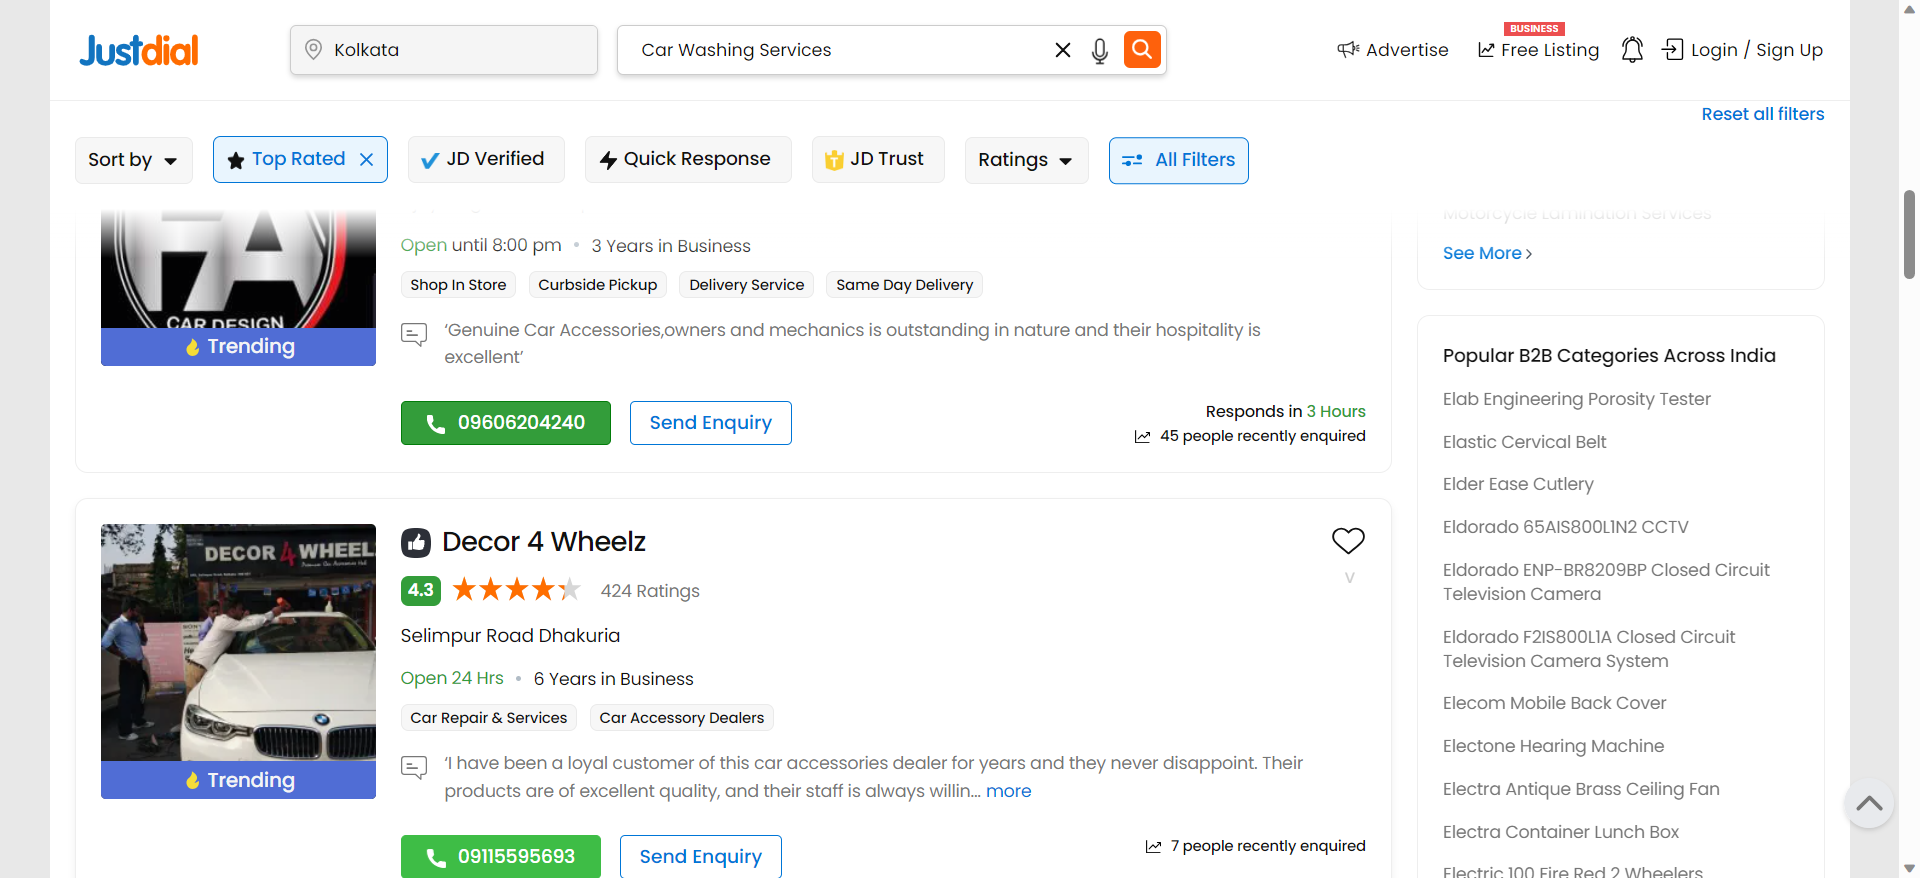 Justdial
Kolkata
Car Washing Services
Advertise
BUSINESS
Free Listing
Login / Sign Up
Reset all filters
Sort by
Top Rated
JD Verified
Quick Response
JD Trust
Ratings
All Filters
CAR DESIGN
Trending
Open until 8:00 pm
3 Years in Business
Shop In Store
Curbside Pickup
Delivery Service
Same Day Delivery
‘Genuine Car Accessories,owners and mechanics is outstanding in nature and their hospitality is
excellent’
09606204240
Send Enquiry
Responds in 3 Hours
45 people recently enquired
DECOR 4 WHEEL
Trending
Decor 4 Wheelz
v
4.3
424 Ratings
Selimpur Road Dhakuria
Open 24 Hrs
6 Years in Business
Car Repair & Services
Car Accessory Dealers
‘I have been a loyal customer of this car accessories dealer for years and they never disappoint. Their
products are of excellent quality, and their staff is always willin... more
09115595693
Send Enquiry
7 people recently enquired
Motorcycle Lamination Services
See More
Popular B2B Categories Across India
Elab Engineering Porosity Tester
Elastic Cervical Belt
Elder Ease Cutlery
Eldorado 65AIS800L1N2 CCTV
Eldorado ENP-BR8209BP Closed Circuit
Television Camera
Eldorado F2IS800L1A Closed Circuit
Television Camera System
Elecom Mobile Back Cover
Electone Hearing Machine
Electra Antique Brass Ceiling Fan
Electra Container Lunch Box
Electric 100 Fire Red 2 Wheelers